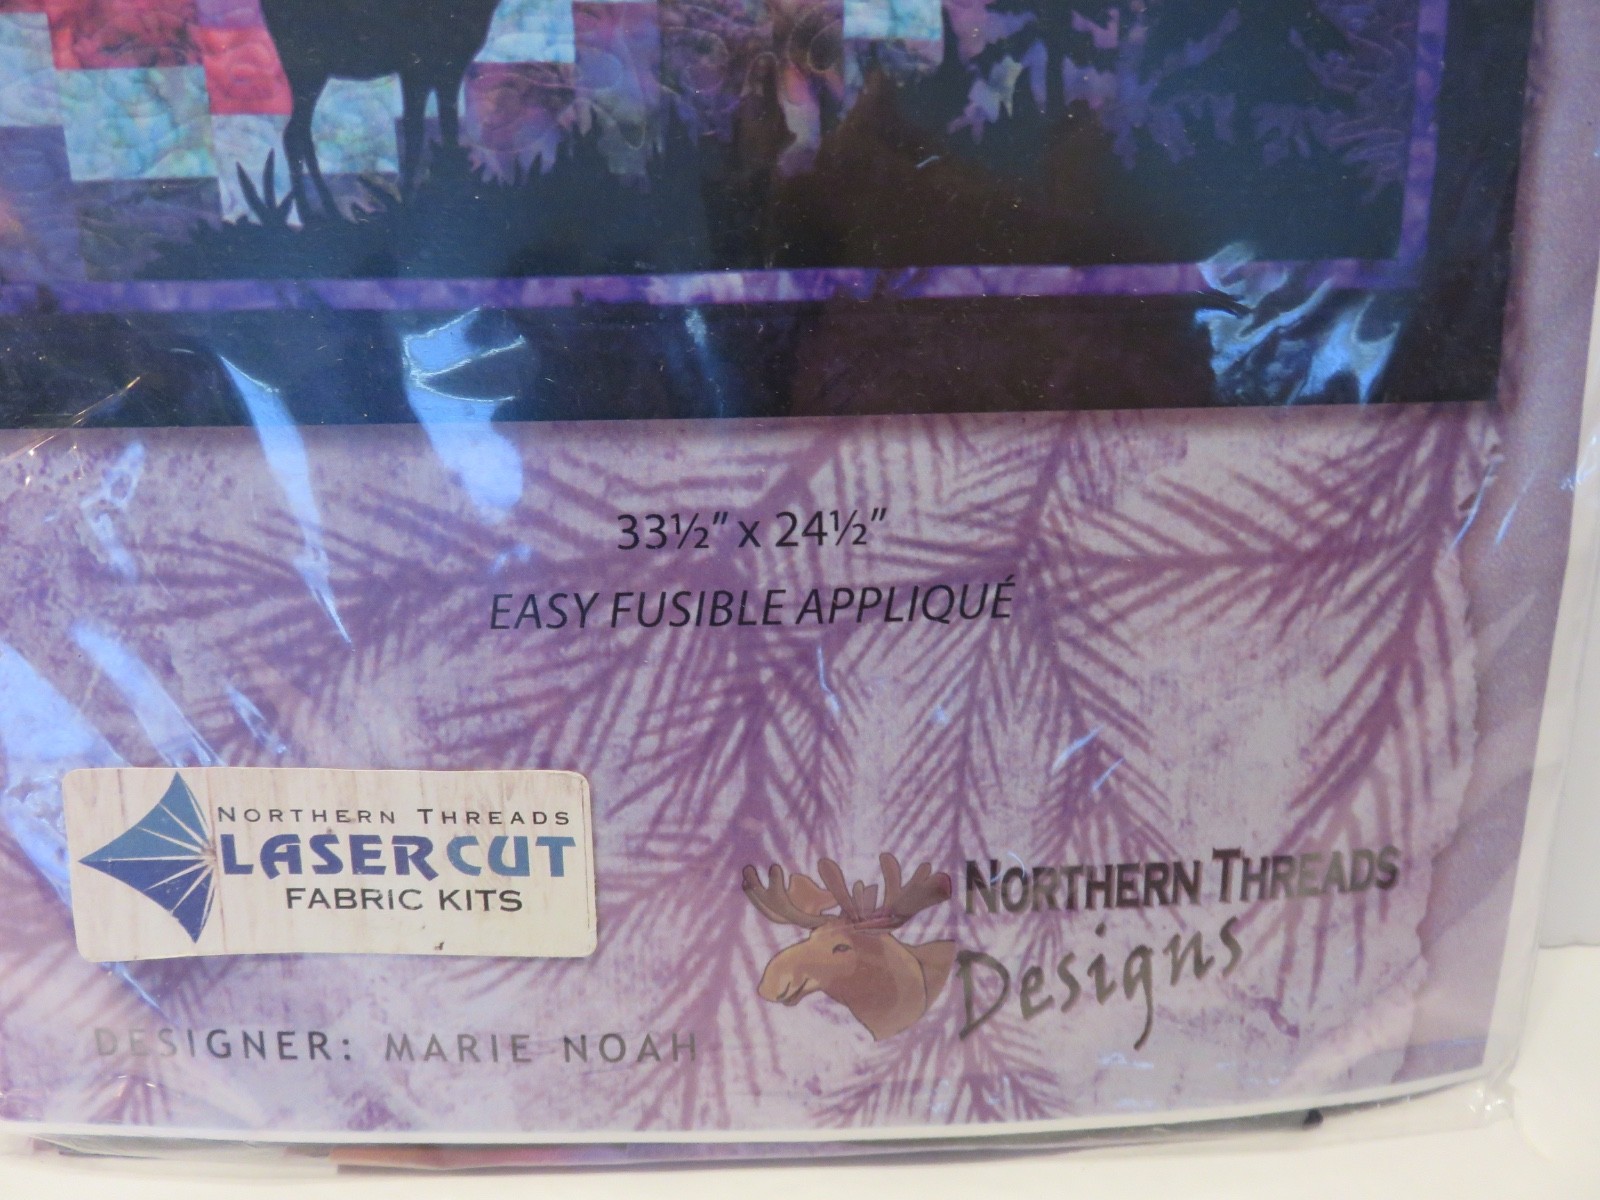 33½" x 24½"
EASY FUSIBLE APPLIQUÉ
NORTHERN THREADS
LASERCUT
FABRIC KITS
NORTHERN THREADS
Designs
DESIGNER: MARIE NOAH